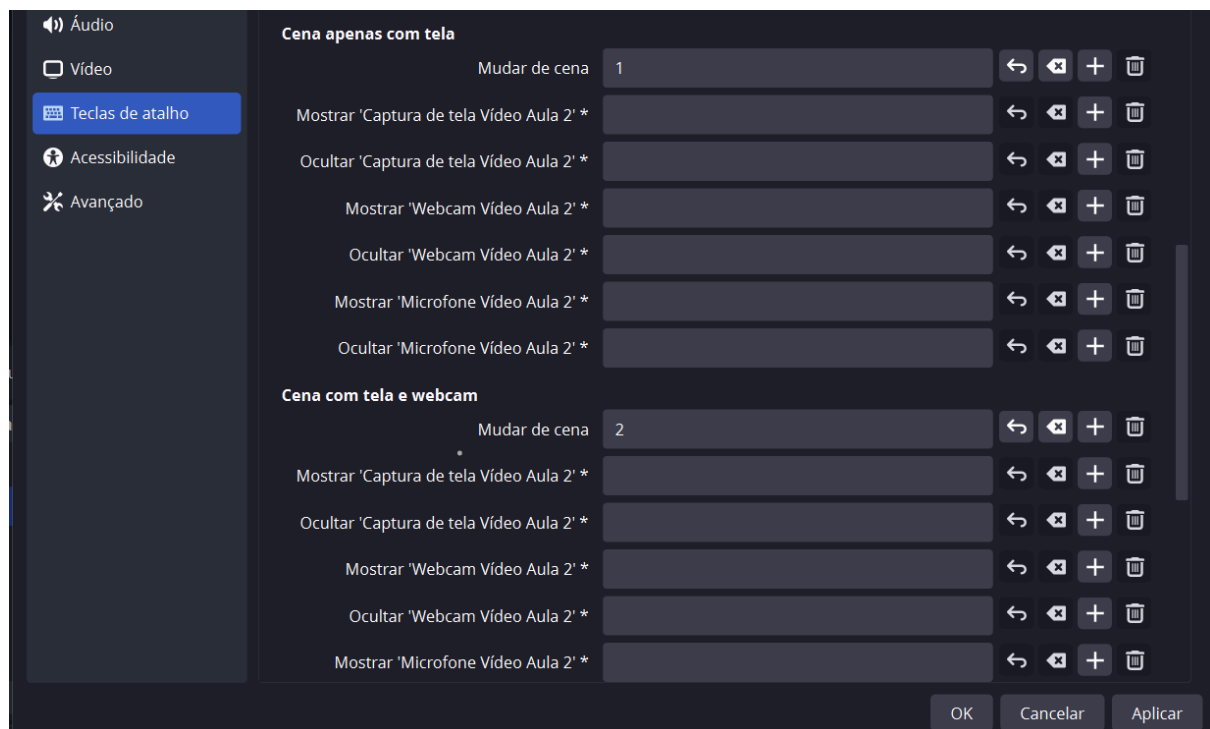 Áudio
Vídeo
Teclas de atalho
Acessibilidade
Avançado
Cena apenas com tela
Mudar de cena 1
Mostrar 'Captura de tela Vídeo Aula 2' *
Ocultar 'Captura de tela Vídeo Aula 2' *
Mostrar 'Webcam Vídeo Aula 2' *
Ocultar 'Webcam Vídeo Aula 2' *
Mostrar 'Microfone Vídeo Aula 2' *
Ocultar 'Microfone Vídeo Aula 2' *
Cena com tela e webcam
Mudar de cena 2
Mostrar 'Captura de tela Vídeo Aula 2' *
Ocultar 'Captura de tela Vídeo Aula 2' *
Mostrar 'Webcam Vídeo Aula 2' *
Ocultar 'Webcam Vídeo Aula 2' *
Mostrar 'Microfone Vídeo Aula 2' *
OK Cancelar Aplicar